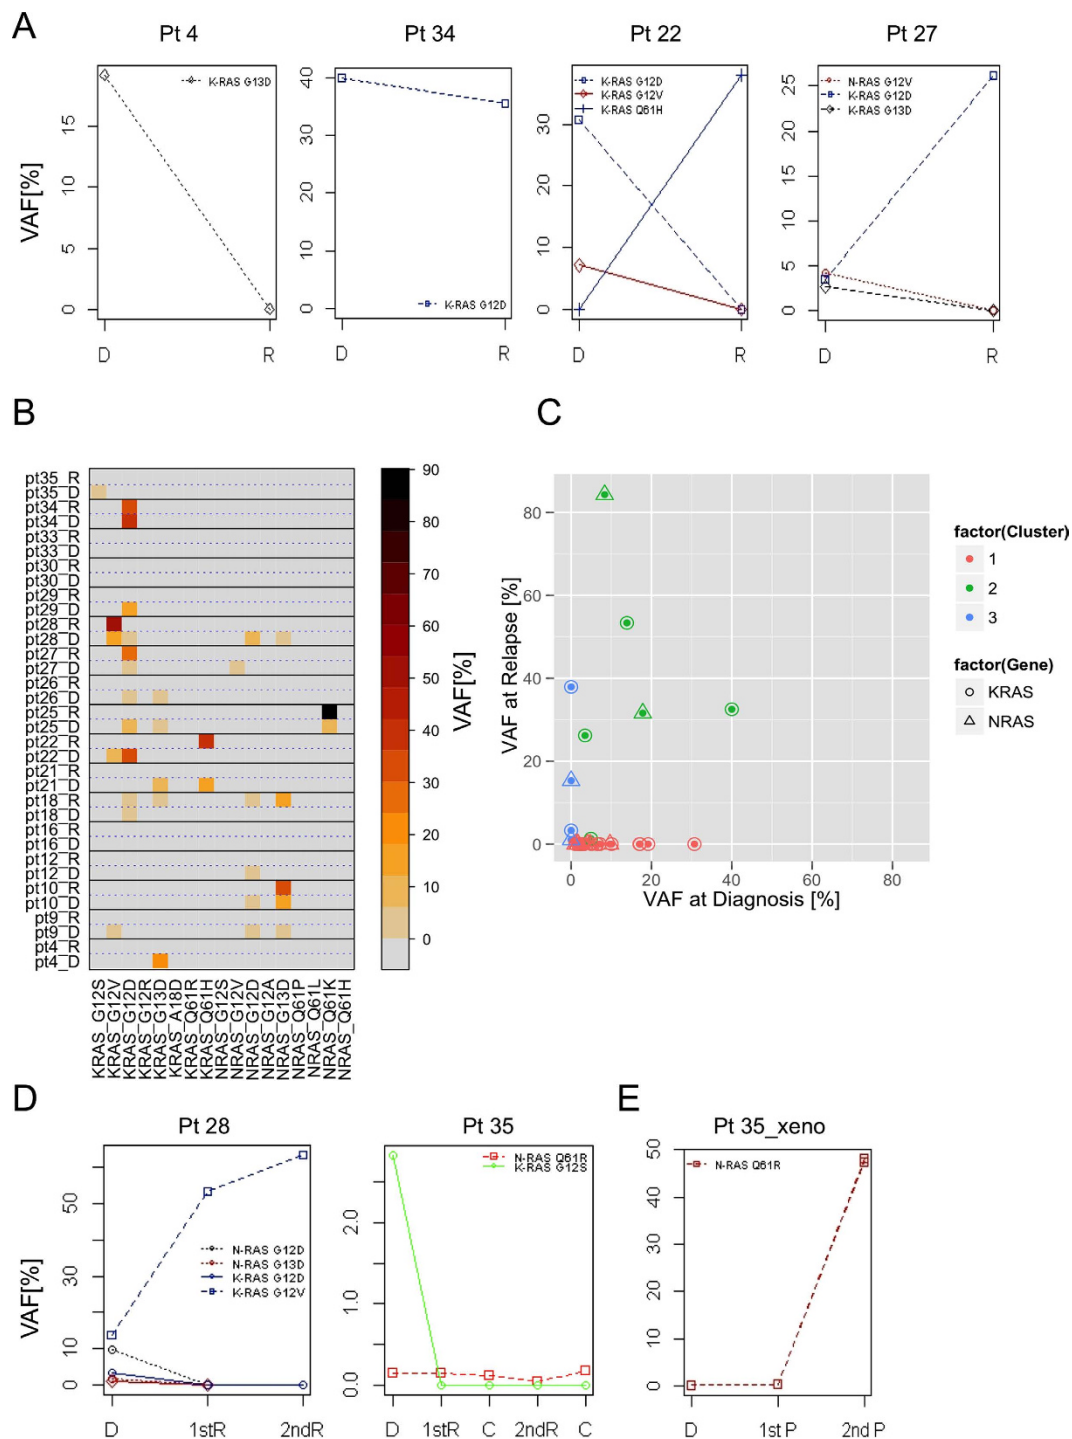 A
Pt 4
Pt 34
Pt 22
Pt 27
VAF[%]
15
10
5
0
K-RAS G13D
D
R
40
30
20
10
0
K-RAS G12D
D
R
30
20
10
0
K-RAS G12D
K-RAS G12V
K-RAS Q61H
D
R
25
20
15
10
5
0
N-RAS G12V
K-RAS G12D
K-RAS G13D
D
R
B
pt35_R
pt35_D
pt34_R
pt34_D
pt33_R
pt33_D
pt30_R
pt30_D
pt29_R
pt29_D
pt28_R
pt28_D
pt27_R
pt27_D
pt26_R
pt26_D
pt25_R
pt25_D
pt22_R
pt22_D
pt21_R
pt21_D
pt18_R
pt18_D
pt16_R
pt16_D
pt12_R
pt12_D
pt10_R
pt10_D
pt9_R
pt9_D
pt4_R
pt4_D
KRAS_G12S
KRAS_G12V
KRAS_G12D
KRAS_G12R
KRAS_G13D
KRAS_A18D
KRAS_Q61R
KRAS_Q61H
NRAS_G12S
NRAS_G12V
NRAS_G12D
NRAS_G12A
NRAS_G13D
NRAS_Q61P
NRAS_Q61L
NRAS_Q61K
NRAS_Q61H
90
80
70
60
50
40
30
20
10
0
VAF[%]
C
VAF at Relapse [%]
80
60
40
20
0
0
20
40
60
80
VAF at Diagnosis [%]
factor(Cluster)
1
2
3
factor(Gene)
KRAS
NRAS
D
Pt 28
VAF[%]
50
30
10
0
N-RAS G12D
N-RAS G13D
K-RAS G12D
K-RAS G12V
D
1stR
2ndR
Pt 35
2.0
1.0
0.0
N-RAS Q61R
K-RAS G12S
D
1stR
C
2ndR
C
E
Pt 35_xeno
50
40
30
20
10
0
N-RAS Q61R
D
1st P
2nd P